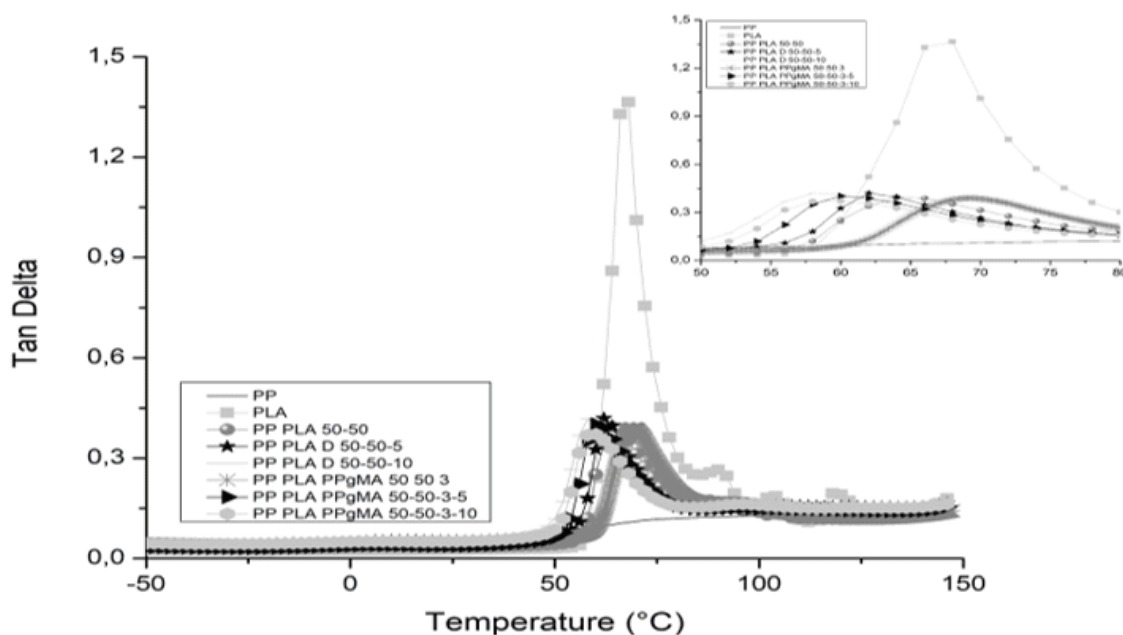 1,5
1,2
0,9
0,6
0,3
0,0
-50
0
50
100
150
Tan Delta
Temperature (°C)
PP
PLA
PP PLA 50-50
PP PLA D 50-50-5
PP PLA D 50-50-10
PP PLA PPgMA 50 50 3
PP PLA PPgMA 50-50-3-5
PP PLA PPgMA 50-50-3-10
1,5
1,2
0,9
0,6
0,3
0,0
50
55
60
65
70
75
80
PP
PLA
PP PLA 50-50
PP PLA D 50-50-5
PP PLA D 50-50-10
PP PLA PPgMA 50 50 3
PP PLA PPgMA 50-50-3-5
PP PLA PPgMA 50-50-3-10